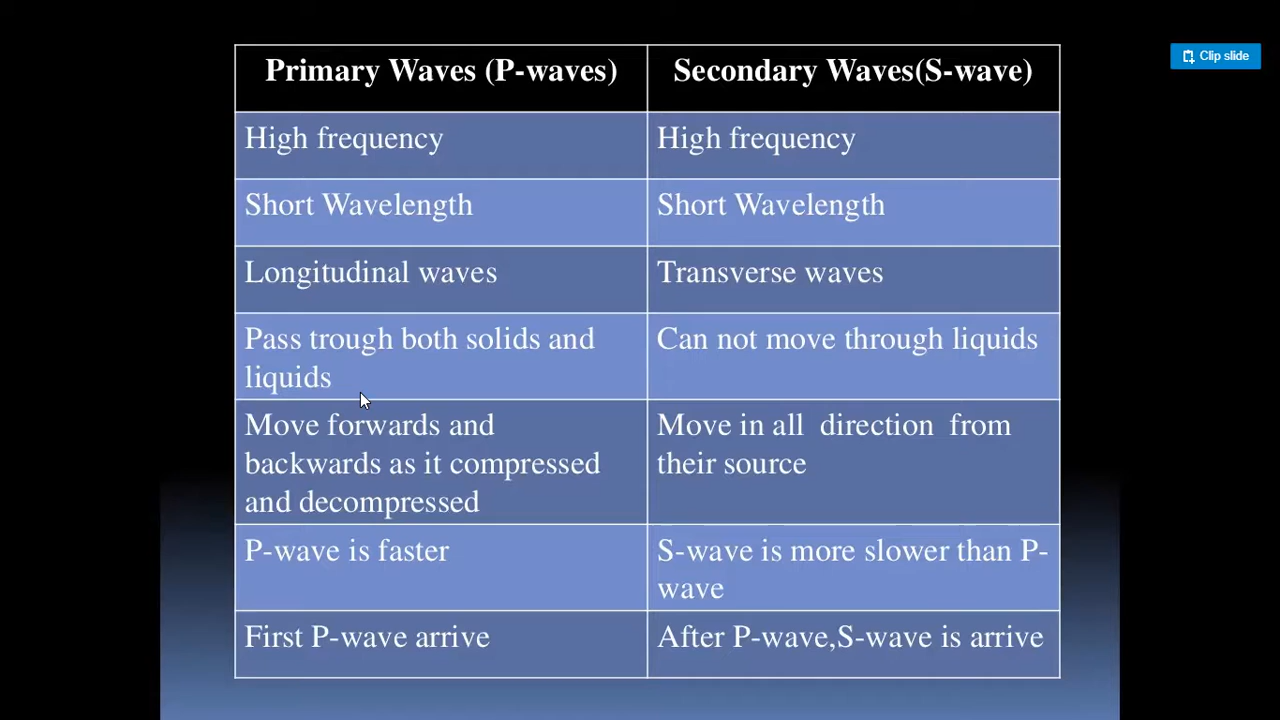 Clip slide
Primary Waves (P-waves)
Secondary Waves(S-wave)
High frequency
High frequency
Short Wavelength
Short Wavelength
Longitudinal waves
Transverse waves
Pass trough both solids and
liquids
Can not move through liquids
Move forwards and
backwards as it compressed
and decompressed
Move in all direction from
their source
P-wave is faster
S-wave is more slower than P-
wave
First P-wave arrive
After P-wave,S-wave is arrive